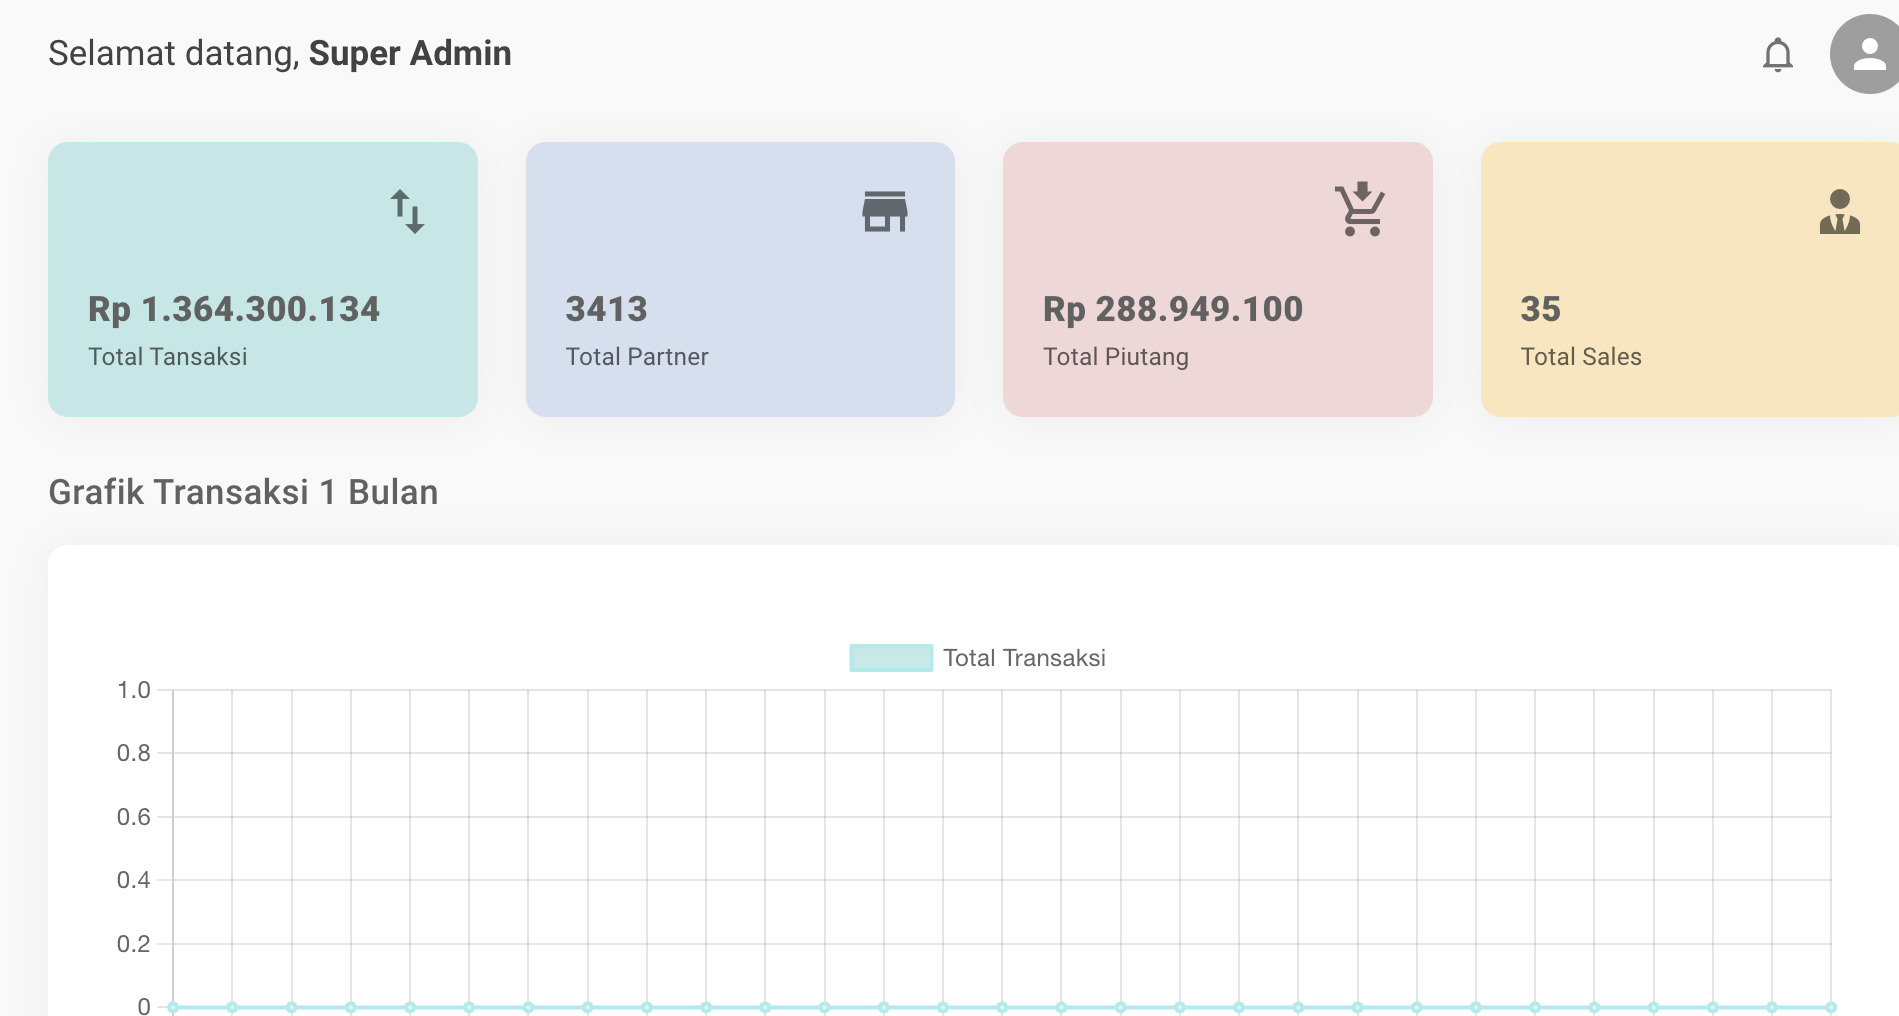 Selamat datang, Super Admin
Rp 1.364.300.134
Total Tansaksi
3413
Total Partner
Rp 288.949.100
Total Piutang
35
Total Sales
Grafik Transaksi 1 Bulan
Total Transaksi
1.0
0.8
0.6
0.4
0.2
0